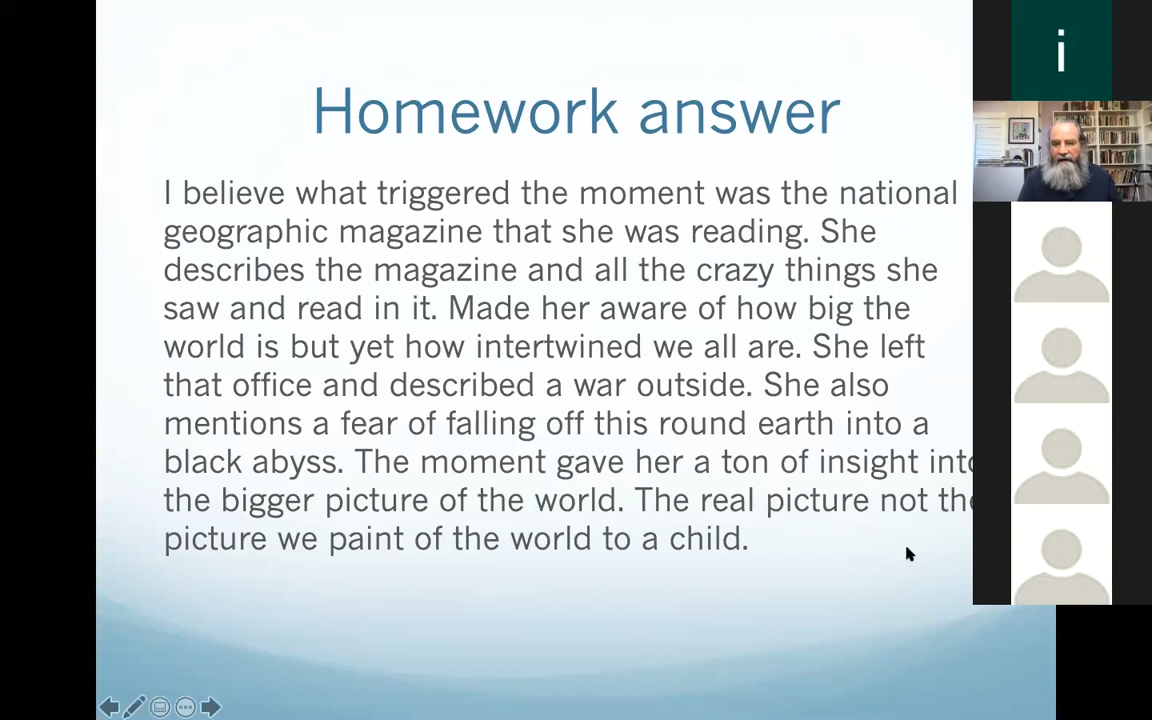 Homework answer
I believe what triggered the moment was the national
geographic magazine that she was reading. She
describes the magazine and all the crazy things she
saw and read in it. Made her aware of how big the
world is but yet how intertwined we all are. She left
that office and described a war outside. She also
mentions a fear of falling off this round earth into a
black abyss. The moment gave her a ton of insight into
the bigger picture of the world. The real picture not the
picture we paint of the world to a child.
i